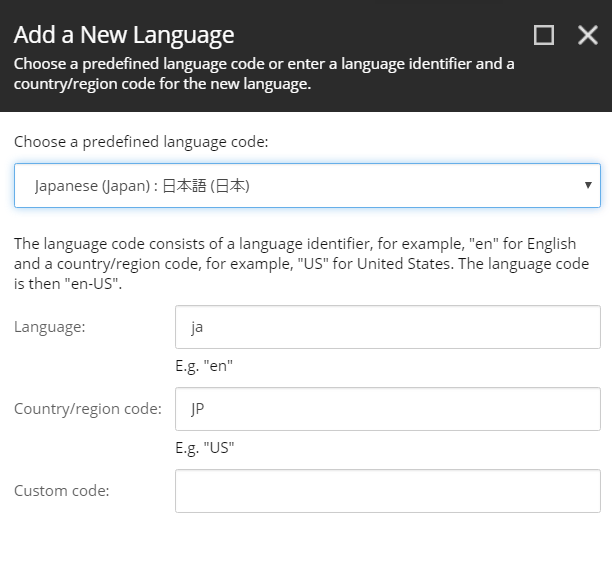 Add a New Language
Choose a predefined language code or enter a language identifier and a
country/region code for the new language.
Choose a predefined language code:
Japanese (Japan) : 日本語 (日本)
The language code consists of a language identifier, for example, "en" for English
and a country/region code, for example, "US" for United States. The language code
is then "en-US".
Language:
ja
E.g. "en"
Country/region code:
JP
E.g. "US"
Custom code: